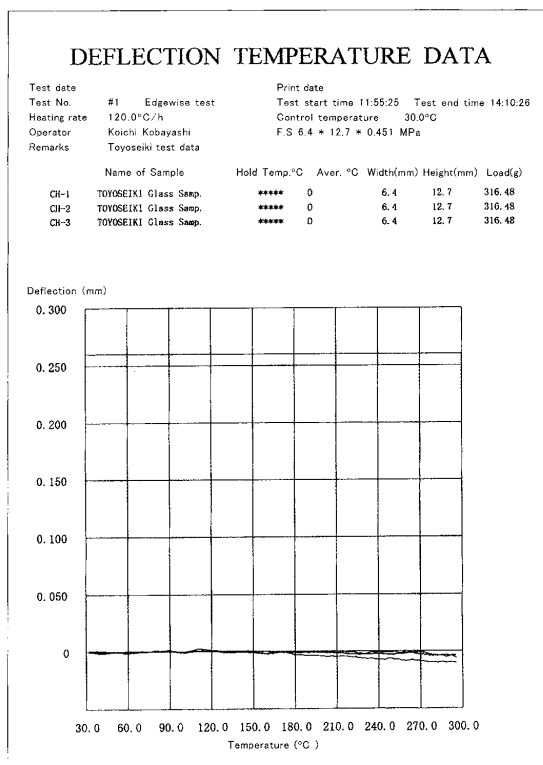 DEFLECTION TEMPERATURE DATA
Test date Print date
Test No. #1 Edgewise test Test start time 11:55:25 Test end time 14:10:26
Heating rate 120.0°C/h Control temperature 30.0°C
Operator Koichi Kobayashi F.S 6.4 * 12.7 * 0.451 MPa
Remarks Toyoseiki test data
Name of Sample Hold Temp.°C Aver. °C Width(mm) Height(mm) Load(g)
CH-1 TOYOSEIKI Glass Samp. ***** 0 6.4 12.7 316.48
CH-2 TOYOSEIKI Glass Samp. ***** 0 6.4 12.7 316.48
CH-3 TOYOSEIKI Glass Samp. ***** 0 6.4 12.7 316.48
Deflection (mm)
0.300
0.250
0.200
0.150
0.100
0.050
0
30.0 60.0 90.0 120.0 150.0 180.0 210.0 240.0 270.0 300.0
Temperature (°C )